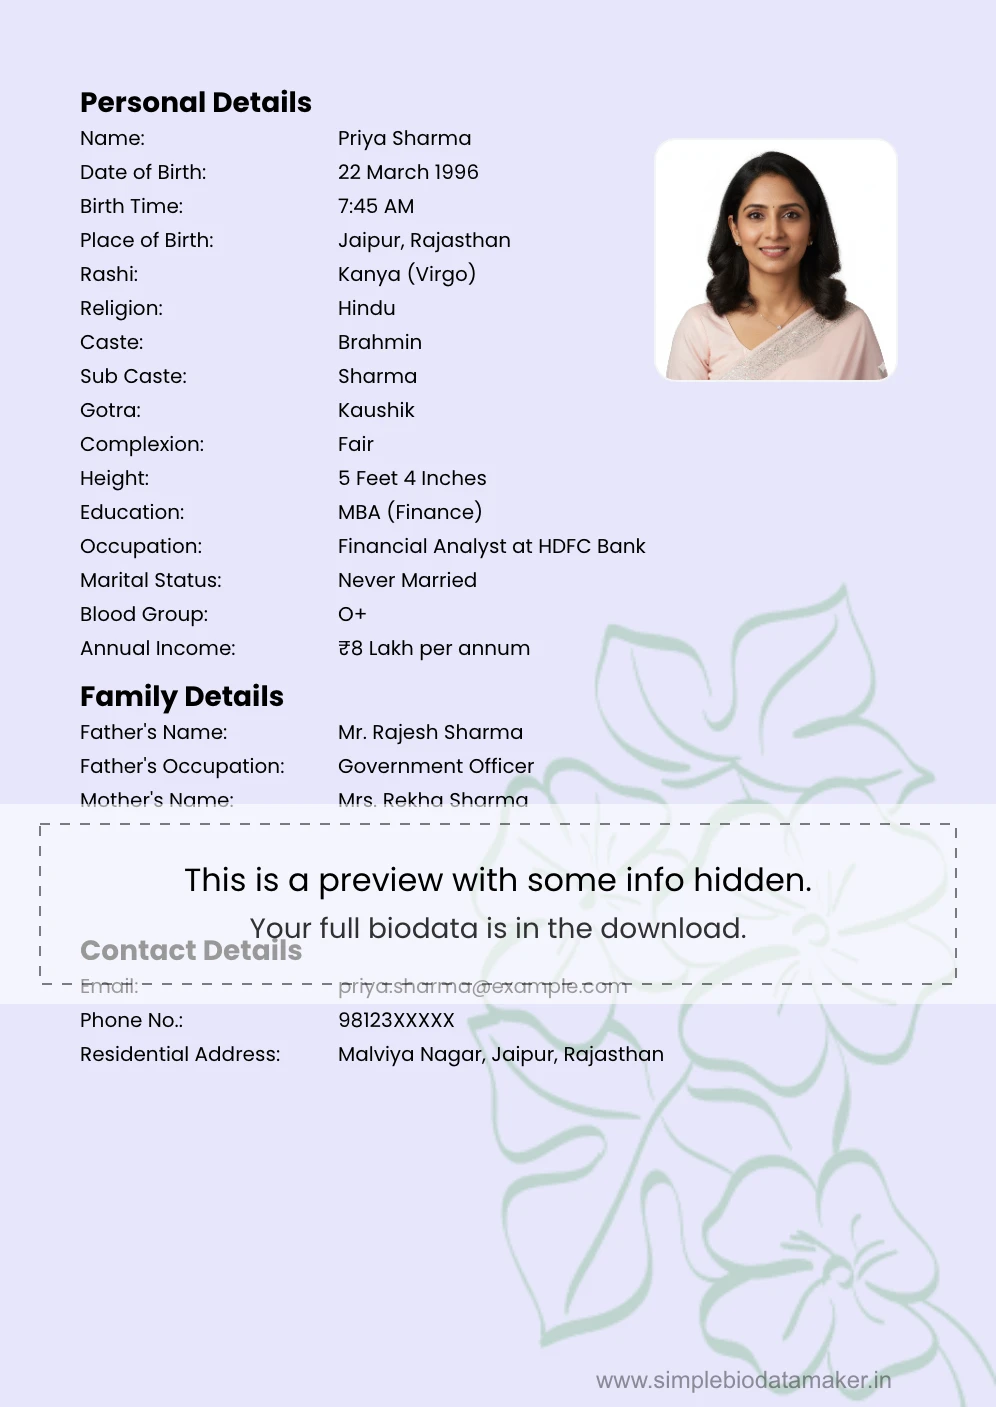 Personal Details
Name: Priya Sharma
Date of Birth: 22 March 1996
Birth Time: 7:45 AM
Place of Birth: Jaipur, Rajasthan
Rashi: Kanya (Virgo)
Religion: Hindu
Caste: Brahmin
Sub Caste: Sharma
Gotra: Kaushik
Complexion: Fair
Height: 5 Feet 4 Inches
Education: MBA (Finance)
Occupation: Financial Analyst at HDFC Bank
Marital Status: Never Married
Blood Group: O+
Annual Income: ₹8 Lakh per annum
Family Details
Father's Name: Mr. Rajesh Sharma
Father's Occupation: Government Officer
Mother's Name: Mrs. Rekha Sharma
This is a preview with some info hidden.
Your full biodata is in the download.
Contact Details
Email: priya.sharma@example.com
Phone No.: 98123XXXXX
Residential Address: Malviya Nagar, Jaipur, Rajasthan
www.simplebiodatamaker.in